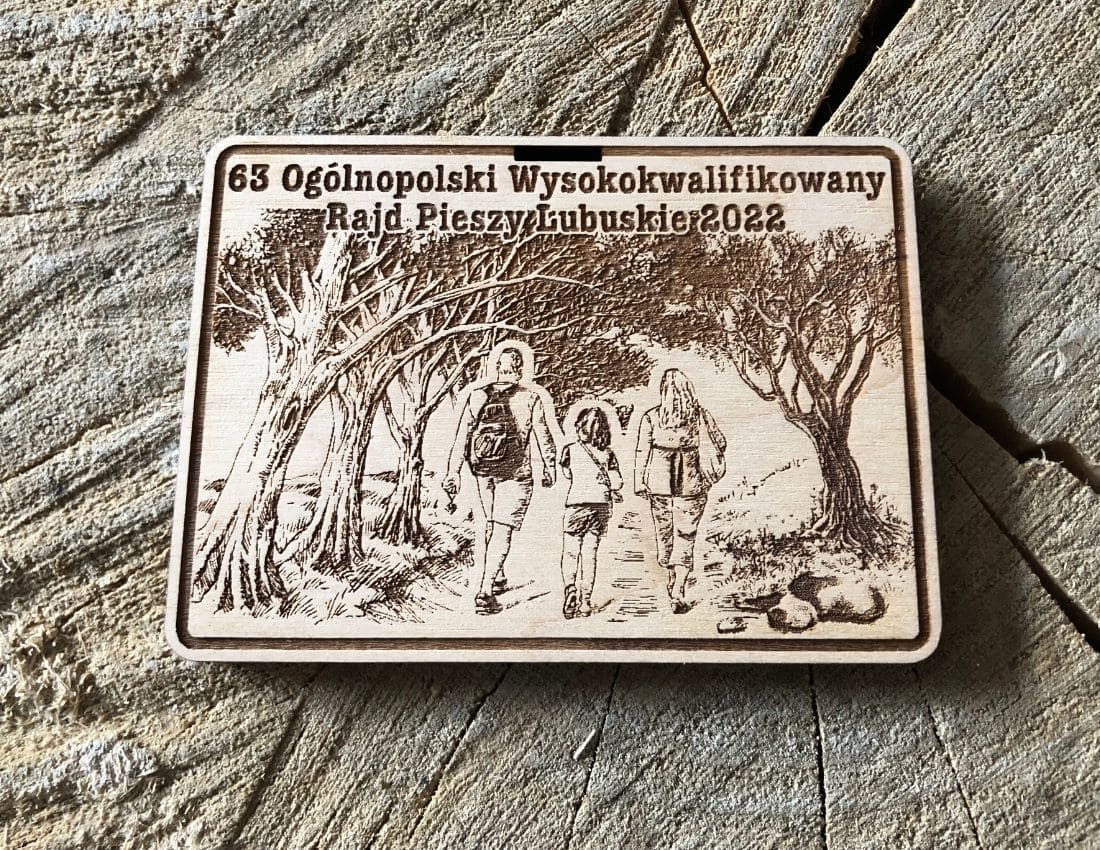 63 Ogólnopolski Wysokokwalifikowany
Rajd Pieszy Lubuskie 2022